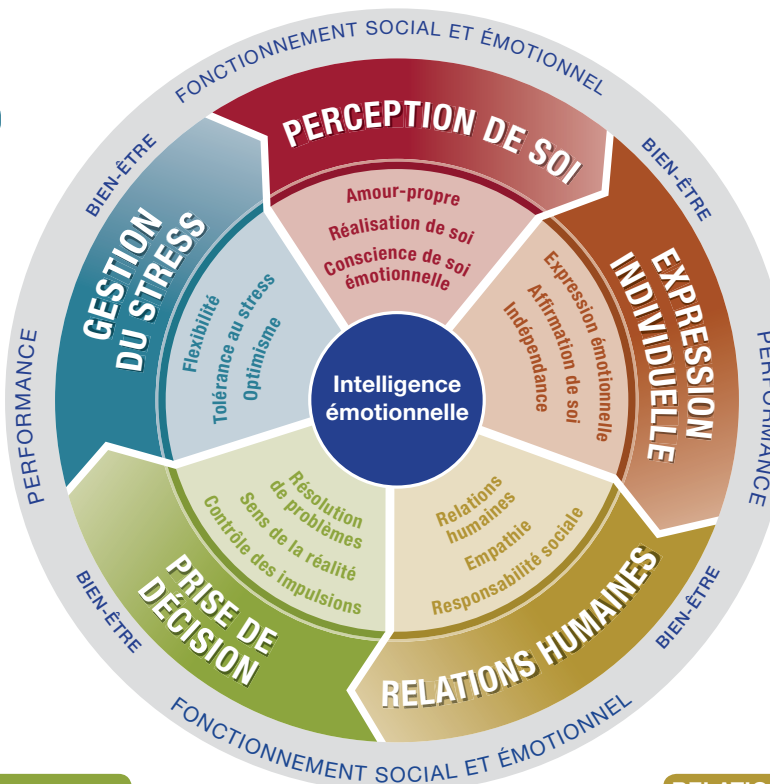 FONCTIONNEMENT SOCIAL ET ÉMOTIONNEL
BIEN-ÊTRE
BIEN-ÊTRE
PERFORMANCE
PERFORMANCE
BIEN-ÊTRE
BIEN-ÊTRE
FONCTIONNEMENT SOCIAL ET ÉMOTIONNEL
PERCEPTION DE SOI
Amour-propre
Réalisation de soi
Conscience de soi
émotionnelle
EXPRESSION
INDIVIDUELLE
Expression émotionnelle
Affirmation de soi
Indépendance
RELATIONS HUMAINES
Relations
humaines
Empathie
Responsabilité sociale
PRISE DE
DÉCISION
Résolution
de problèmes
Sens de la réalité
Contrôle des impulsions
GESTION
DU STRESS
Flexibilité
Tolérance au stress
Optimisme
Intelligence
émotionnelle